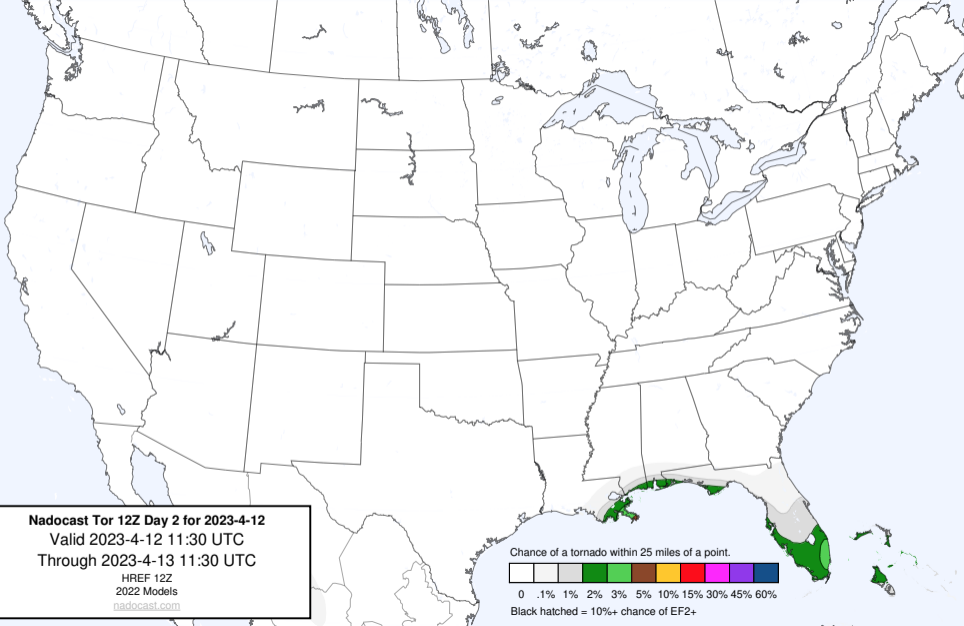 Nadocast Tor 12Z Day 2 for 2023-4-12
Valid 2023-4-12 11:30 UTC
Through 2023-4-13 11:30 UTC
HREF 12Z
2022 Models
nadocast.com
Chance of a tornado within 25 miles of a point.
0 .1% 1% 2% 3% 5% 10% 15% 30% 45% 60%
Black hatched = 10%+ chance of EF2+